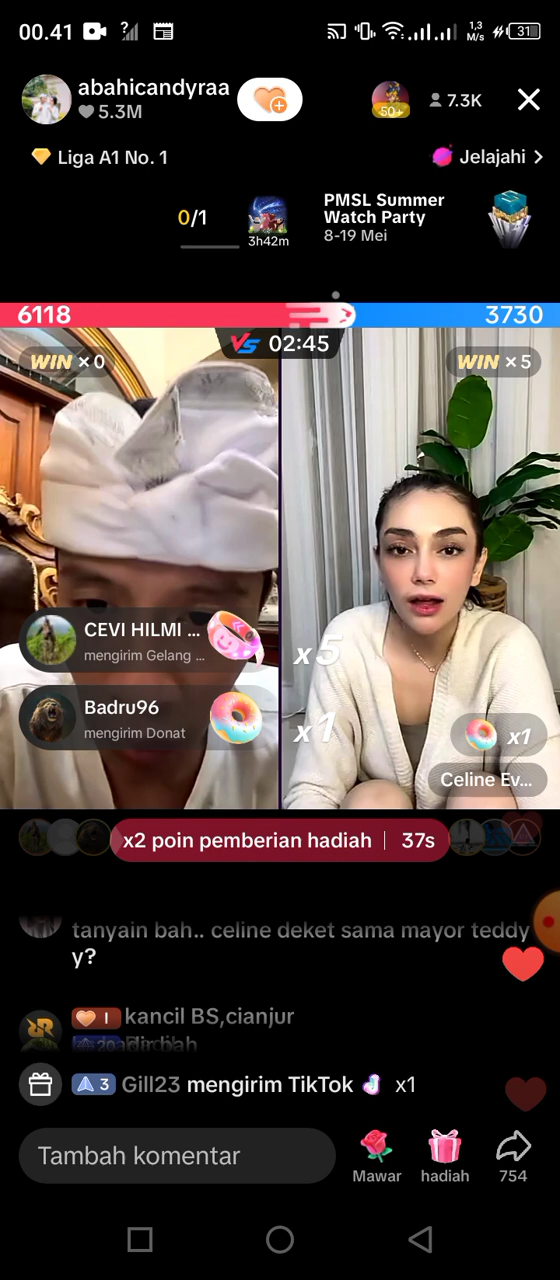 00.41
?
1,3
M/s
31
abahicandyraa
5.3M
50+
7.3K
Liga A1 No. 1
Jelajahi >
0/1
3h42m
PMSL Summer
Watch Party
8-19 Mei
6118
3730
VS 02:45
WIN × 0
WIN × 5
CEVI HILMI ...
mengirim Gelang ...
x5
Badru96
mengirim Donat
x1
x1
Celine Ev...
x2 poin pemberian hadiah | 37s
tanyain bah.. celine deket sama mayor teddy
y?
I kancil BS,cianjur
3 Gill23 mengirim TikTok x1
Tambah komentar
Mawar
hadiah
754